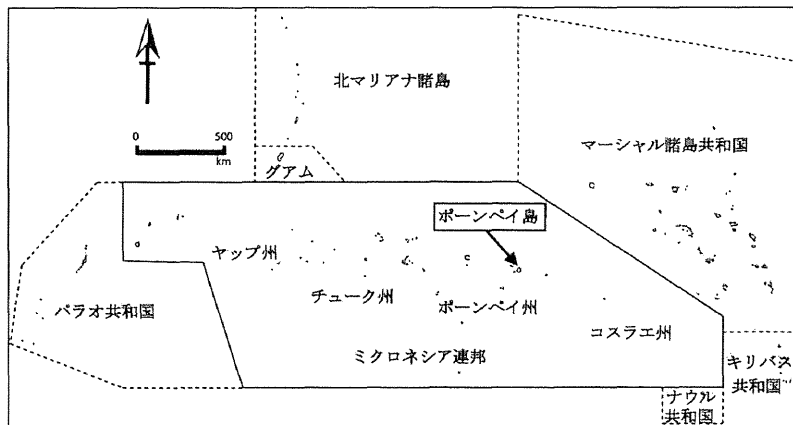 北マリアナ諸島
0
500
km
マーシャル諸島共和国
グアム
ポーンペイ島
ヤップ州
チューク州
ポーンペイ州
パラオ共和国
コスラエ州
ミクロネシア連邦
キリバス
共和国
ナウル
共和国